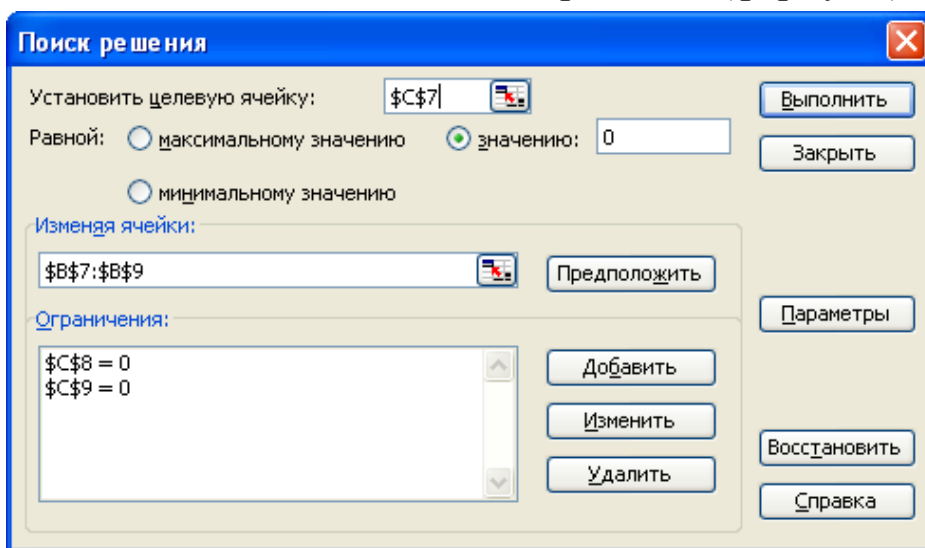 Поиск решения
Установить целевую ячейку: $C$7
Выполнить
Равной: максимальному значению значению: 0
Закрыть
минимальному значению
Изменяя ячейки:
$B$7:$B$9
Предположить
Ограничения:
Параметры
$C$8 = 0
$C$9 = 0
Добавить
Изменить
Восстановить
Удалить
Справка